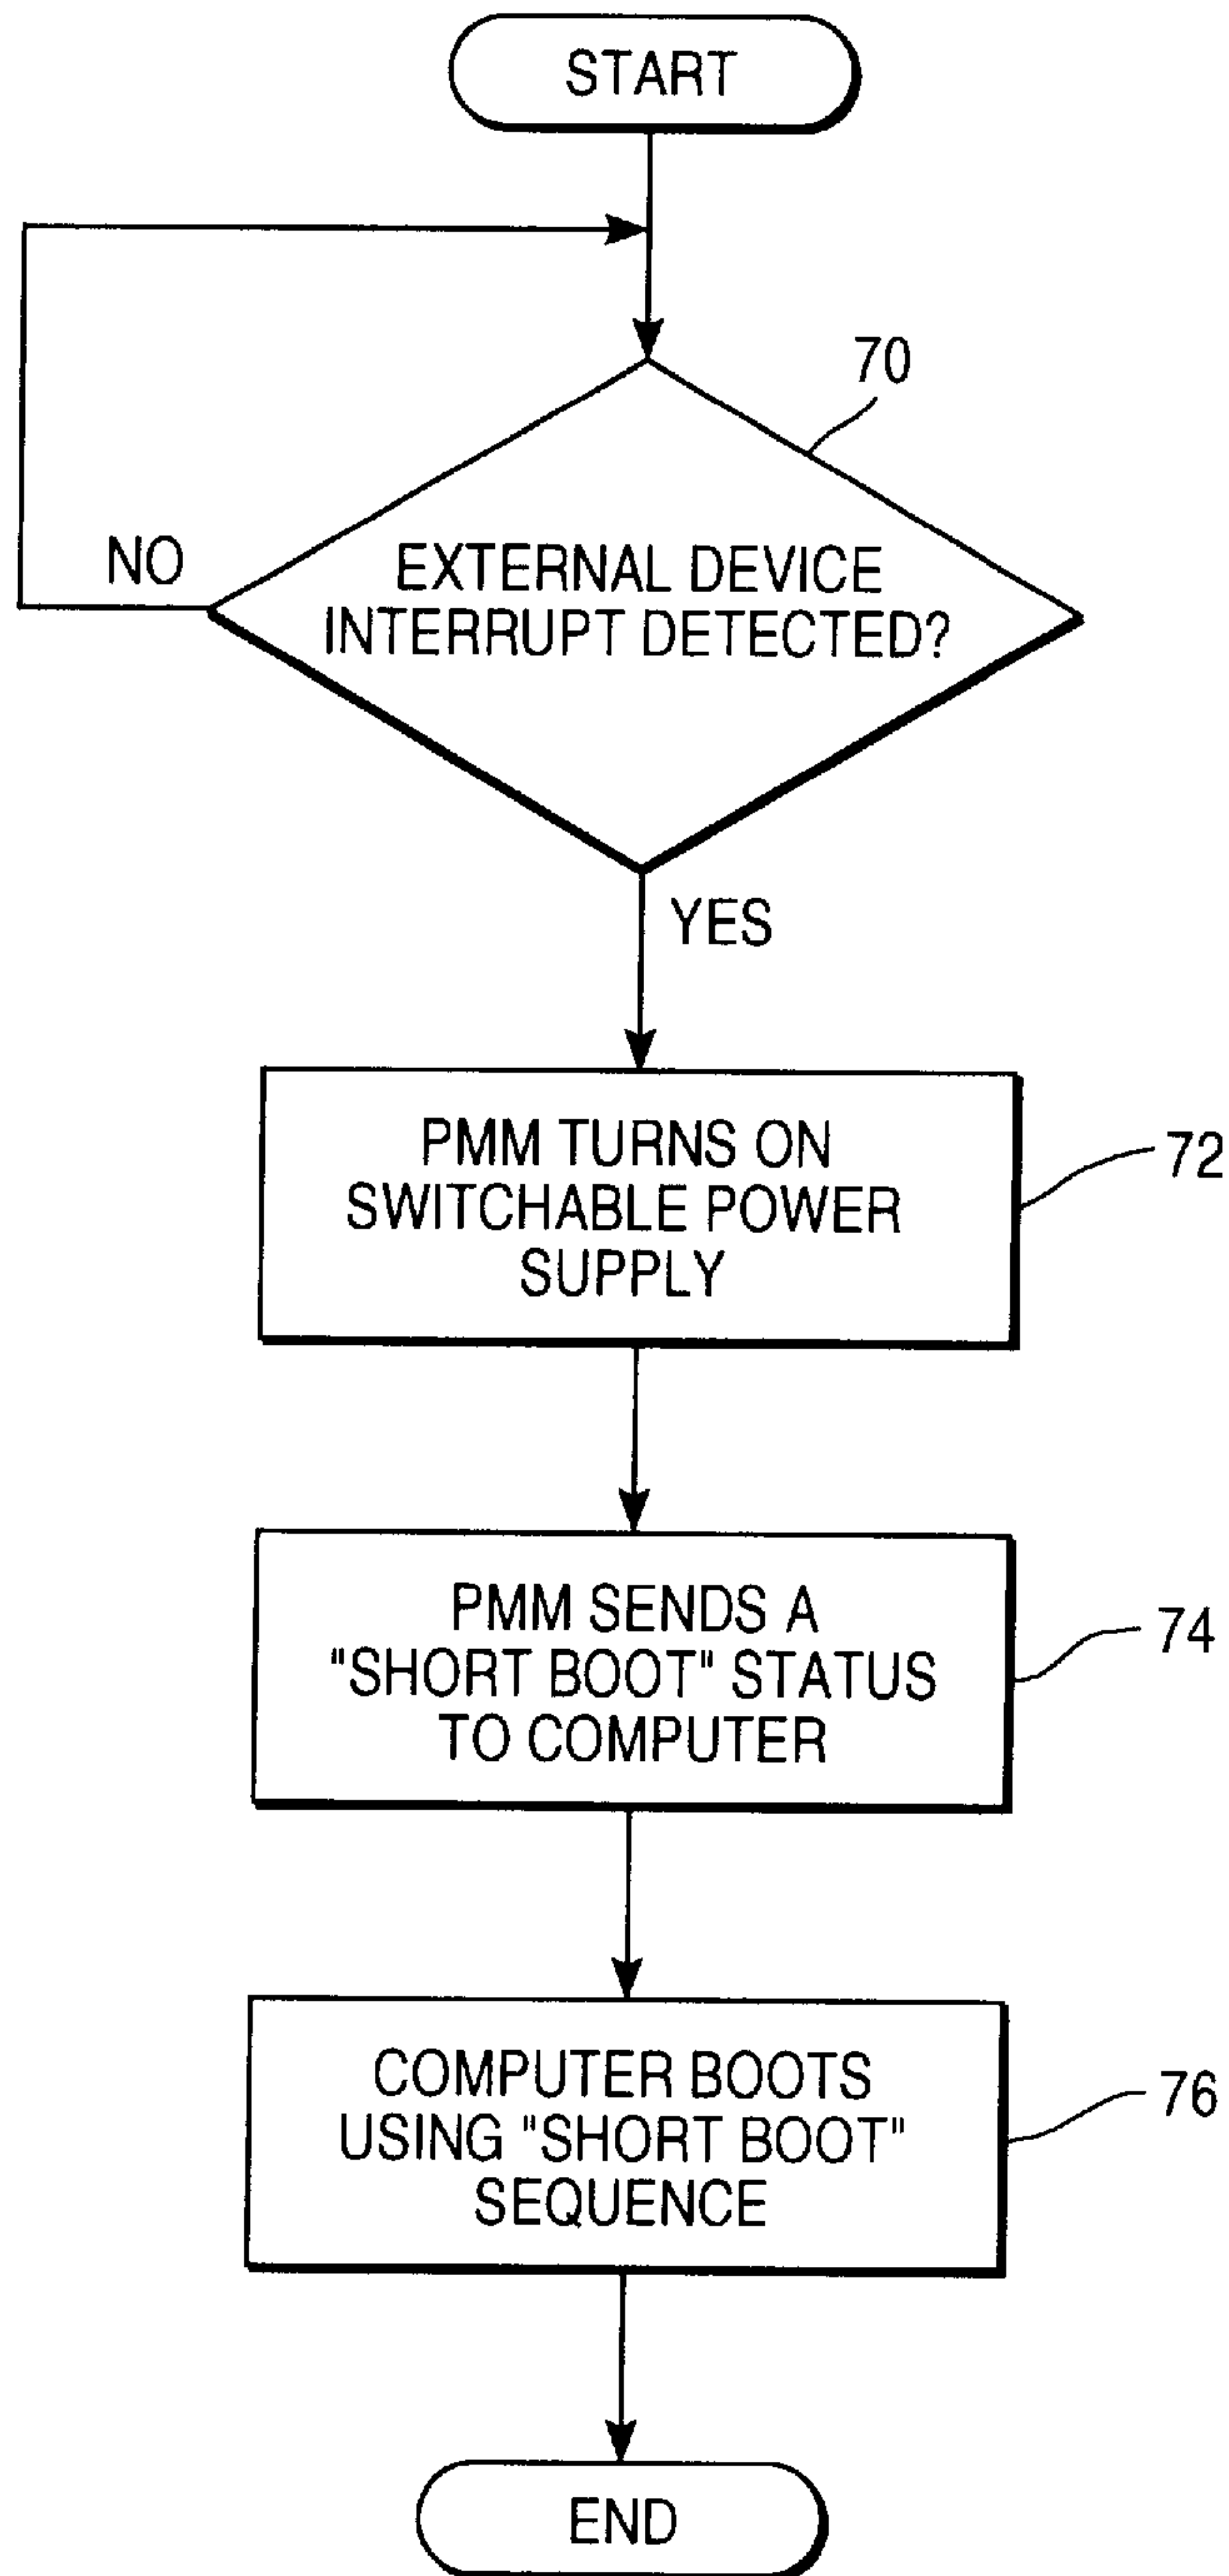 START
70
NO
EXTERNAL DEVICE
INTERRUPT DETECTED?
YES
PMM TURNS ON
SWITCHABLE POWER
SUPPLY
72
PMM SENDS A
"SHORT BOOT" STATUS
TO COMPUTER
74
COMPUTER BOOTS
USING "SHORT BOOT"
SEQUENCE
76
END